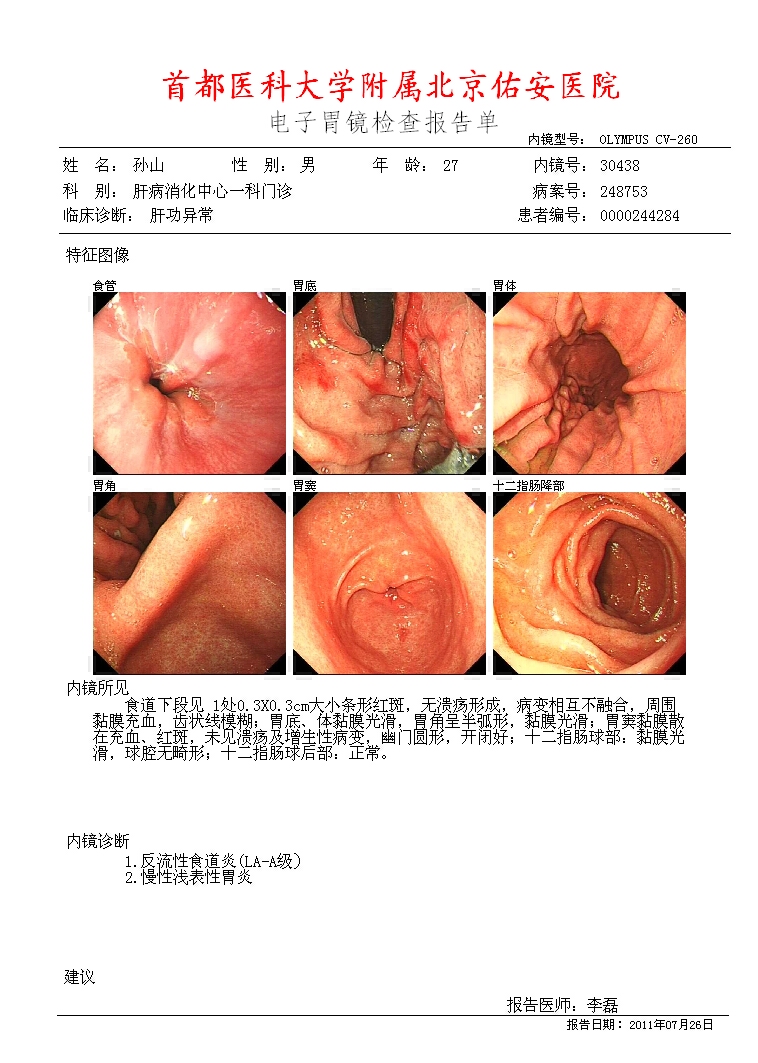 首都医科大学附属北京佑安医院
电子胃镜检查报告单
内镜型号: OLYMPUS CV-260
姓 名: 孙山 性 别: 男 年 龄: 27 内镜号: 30438
科 别: 肝病消化中心一科门诊 病案号: 248753
临床诊断: 肝功异常 患者编号: 0000244284
特征图像
食管 胃底 胃体
胃角 胃窦 十二指肠降部
内镜所见
食道下段见 1处0.3X0.3cm大小条形红斑，无溃疡形成，病变相互不融合，周围
黏膜充血，齿状线模糊；胃底、体黏膜光滑，胃角呈半弧形，黏膜光滑；胃窦黏膜散
在充血、红斑，未见溃疡及增生性病变，幽门圆形，开闭好；十二指肠球部：黏膜光
滑，球腔无畸形；十二指肠球后部：正常。
内镜诊断
1.反流性食道炎(LA-A级)
2.慢性浅表性胃炎
建议
报告医师: 李磊
报告日期: 2011年07月26日